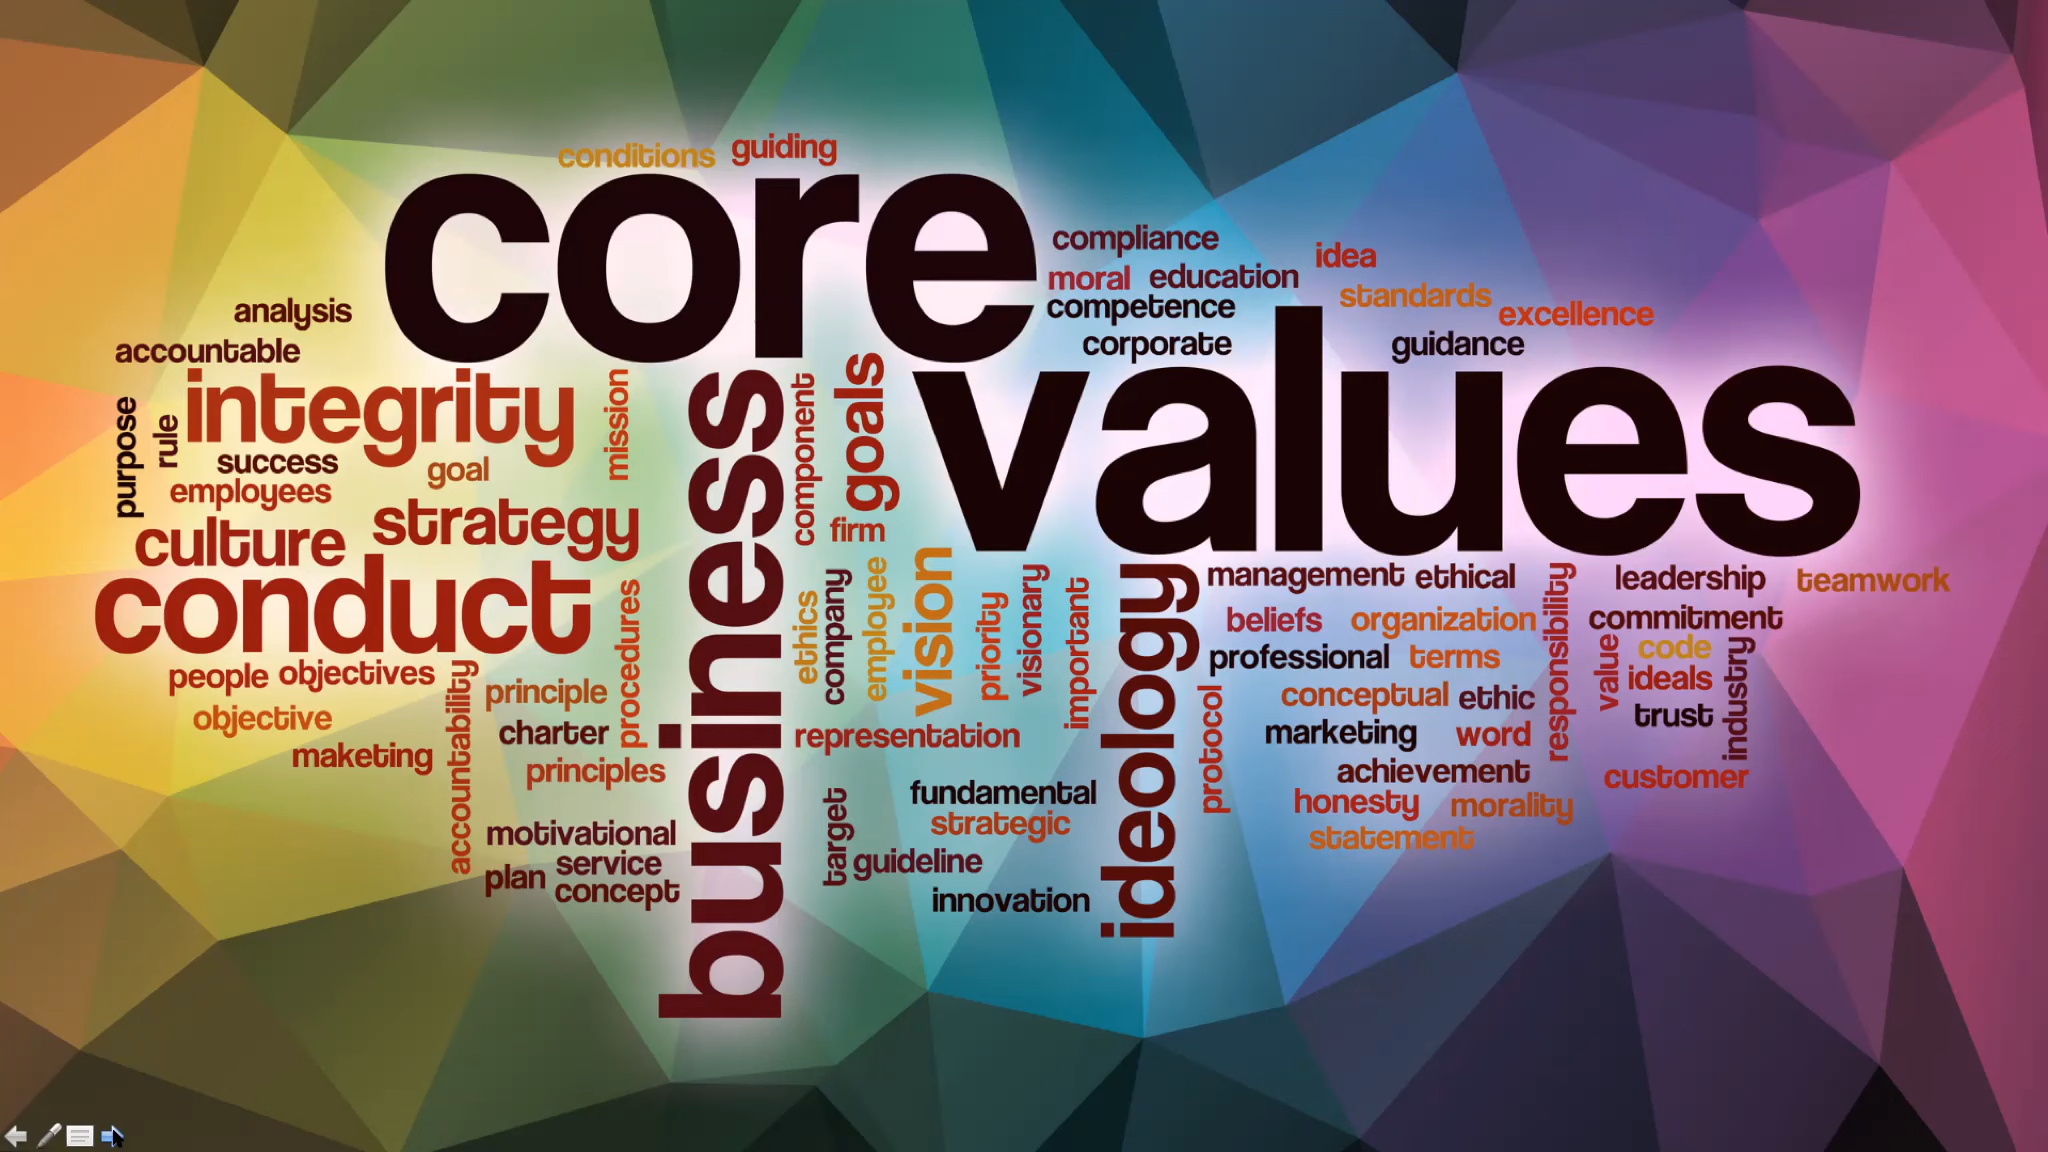 conditions guiding
core
compliance
moral education
competence
corporate
idea
standards
excellence
guidance
values
analysis
accountable
integrity
purpose
rule
success
goal
employees
mission
culture
strategy
conduct
people objectives
objective
maketing
accountability
principle
charter
principles
procedures
motivational
service
plan
concept
business
component
goals
firm
ethics
company
employee
vision
priority
visionary
important
representation
target
fundamental
strategic
guideline
innovation
ideology
management ethical
beliefs organization
professional terms
conceptual ethic
marketing word
achievement
honesty morality
statement
protocol
responsibility
leadership teamwork
commitment
value
code
ideals
trust
industry
customer